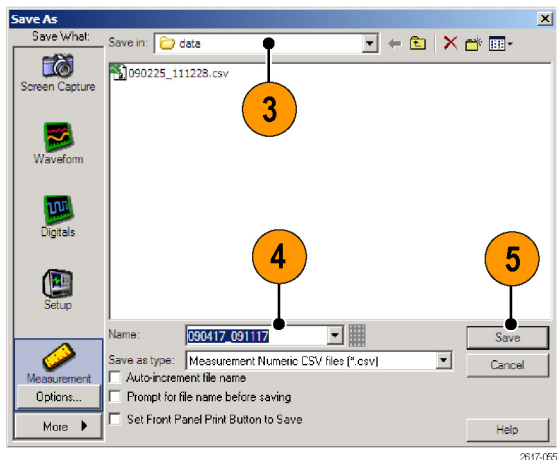 Save As
Save What:
Save in: data
Screen Capture
090225_111228.csv
3
Waveform
Digitals
4
5
Setup
Name: 090417_091117
Save
Save as type: Measurement Numeric CSV files (*.csv)
Cancel
Measurement
Auto-increment file name
Options...
Prompt for file name before saving
Set Front Panel Print Button to Save
More
Help
2617-055